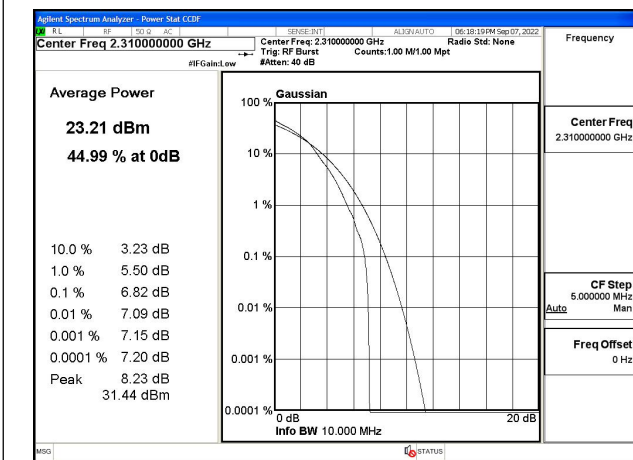 Agilent Spectrum Analyzer - Power Stat CCDF
RL RF 50 Ω AC SENSE:INT ALIGN AUTO 06:18:19 PM Sep 07, 2022
Center Freq 2.310000000 GHz
Center Freq: 2.310000000 GHz Radio Std: None
Trig: RF Burst Counts:1.00 M/1.00 Mpt
#IFGain:Low #Atten: 40 dB
Frequency
Average Power
23.21 dBm
44.99 % at 0dB
10.0 % 3.23 dB
1.0 % 5.50 dB
0.1 % 6.82 dB
0.01 % 7.09 dB
0.001 % 7.15 dB
0.0001 % 7.20 dB
Peak 8.23 dB
31.44 dBm
Gaussian
100 %
10 %
1 %
0.1 %
0.01 %
0.001 %
0.0001 %
0 dB 20 dB
Info BW 10.000 MHz
Center Freq
2.310000000 GHz
CF Step
5.000000 MHz
Auto Man
Freq Offset
0 Hz
MSG STATUS